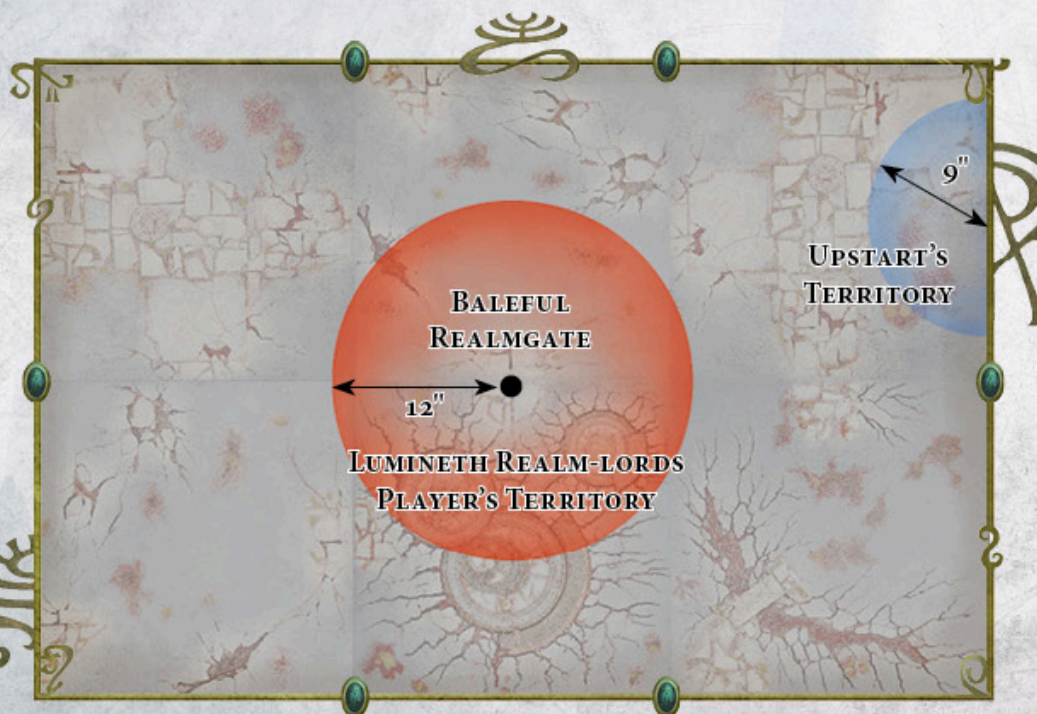 9"
Upstart's
Territory
Baleful
Realmgate
12"
Lumineth Realm-lords
Player's Territory